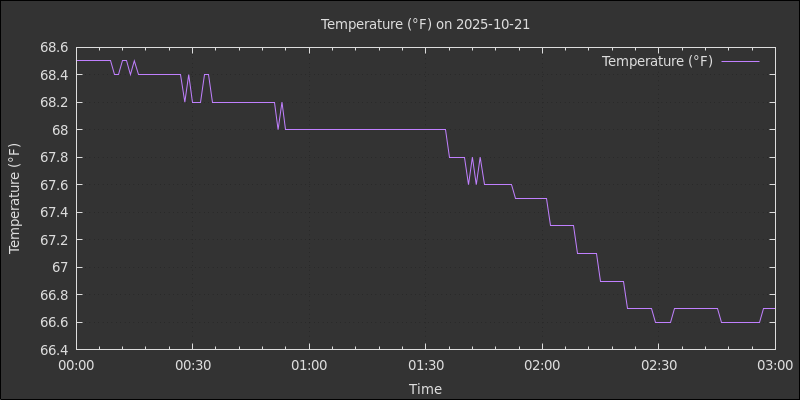 Temperature (°F) on 2025-10-21
Temperature (°F)
68.6
68.4
68.2
68
67.8
67.6
67.4
67.2
67
66.8
66.6
66.4
Temperature (°F)
00:00 00:30 01:00 01:30 02:00 02:30 03:00
Time